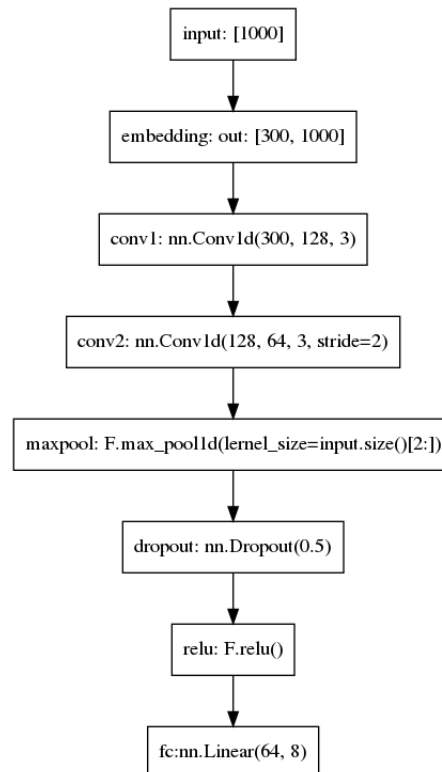 input: [1000]
embedding: out: [300, 1000]
conv1: nn.Conv1d(300, 128, 3)
conv2: nn.Conv1d(128, 64, 3, stride=2)
maxpool: F.max_pool1d(lernel_size=input.size()[2:])
dropout: nn.Dropout(0.5)
relu: F.relu()
fc:nn.Linear(64, 8)